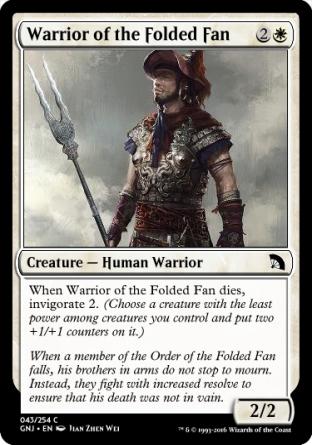 Warrior of the Folded Fan 2
Creature — Human Warrior
When Warrior of the Folded Fan dies,
invigorate 2. (Choose a creature with the least
power among creatures you control and put two
+1/+1 counters on it.)
When a member of the Order of the Folded Fan
falls, his brothers in arms do not stop to mourn.
Instead, they fight with increased resolve to
ensure that his death was not in vain.
2/2
043/254 C
GNJ • EN Jian Zhen Wei
™ & © 1993-2016 Wizards of the Coast